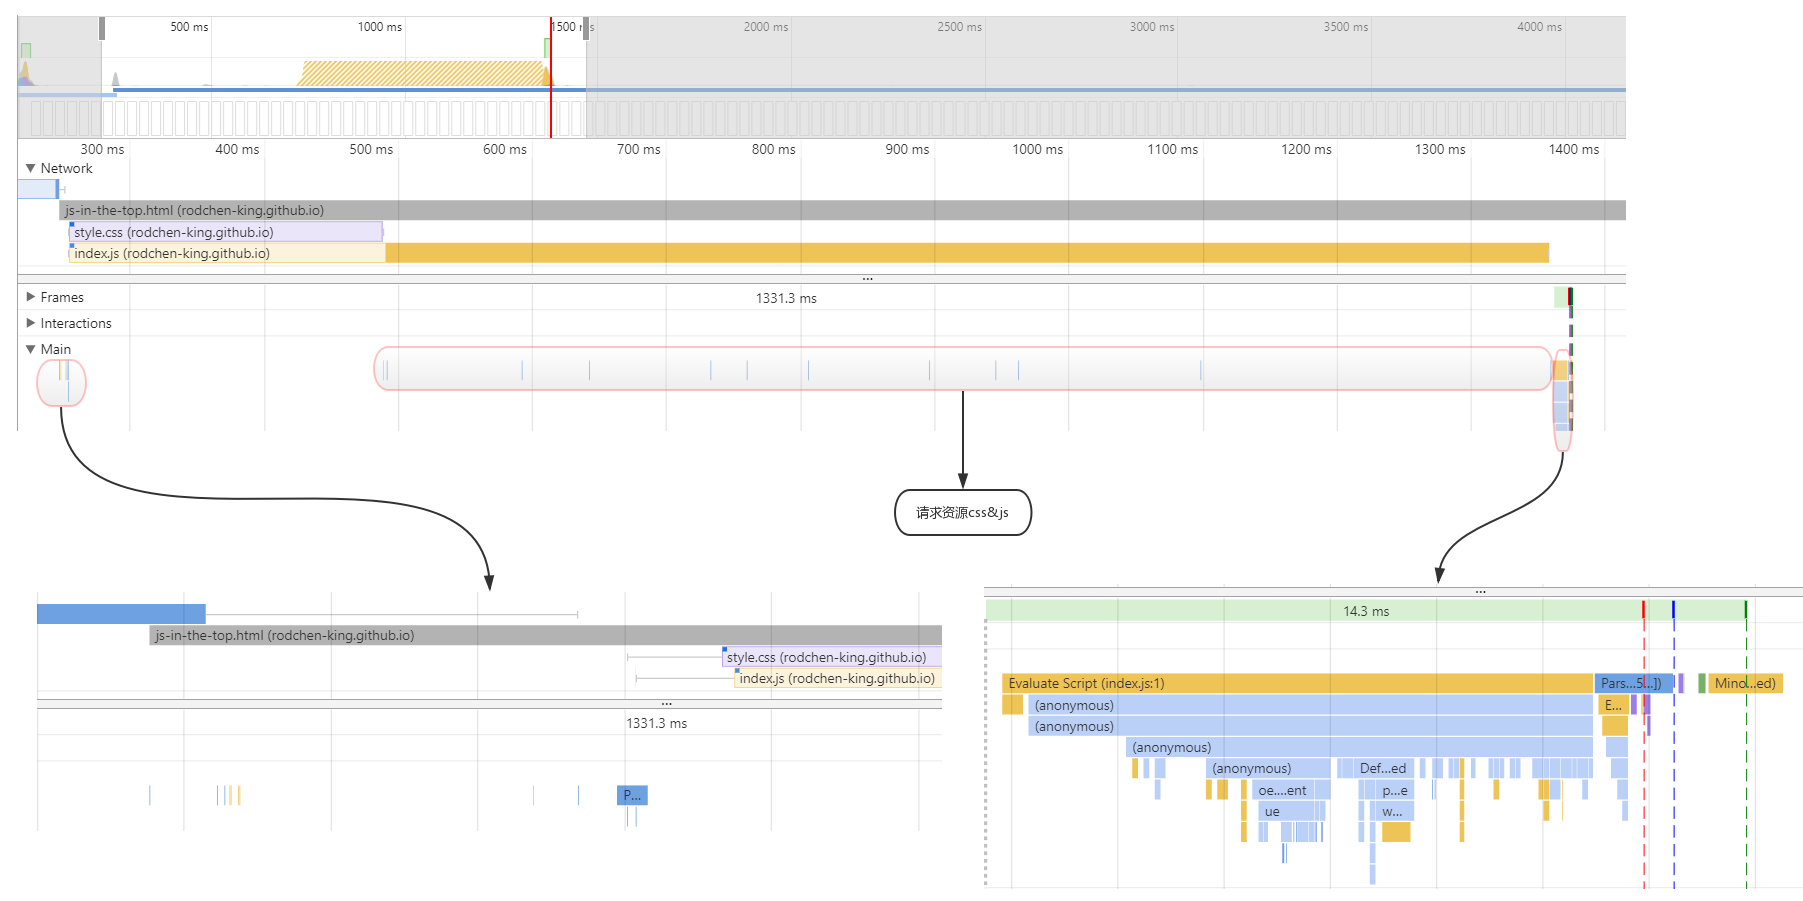 500 ms 1000 ms 1500 ms 2000 ms 2500 ms 3000 ms 3500 ms 4000 ms
300 ms 400 ms 500 ms 600 ms 700 ms 800 ms 900 ms 1000 ms 1100 ms 1200 ms 1300 ms 1400 ms
Network
js-in-the-top.html (rodchen-king.github.io)
style.css (rodchen-king.github.io)
index.js (rodchen-king.github.io)
...
Frames 1331.3 ms
Interactions
Main
请求资源css&js
js-in-the-top.html (rodchen-king.github.io)
style.css (rodchen-king.github.io)
index.js (rodchen-king.github.io)
...
1331.3 ms
P...
...
14.3 ms
Evaluate Script (index.js:1) Pars...5...]) Mino...ed)
(anonymous) E...
(anonymous)
(anonymous)
(anonymous) Def...ed
oe....ent p...e
ue w...